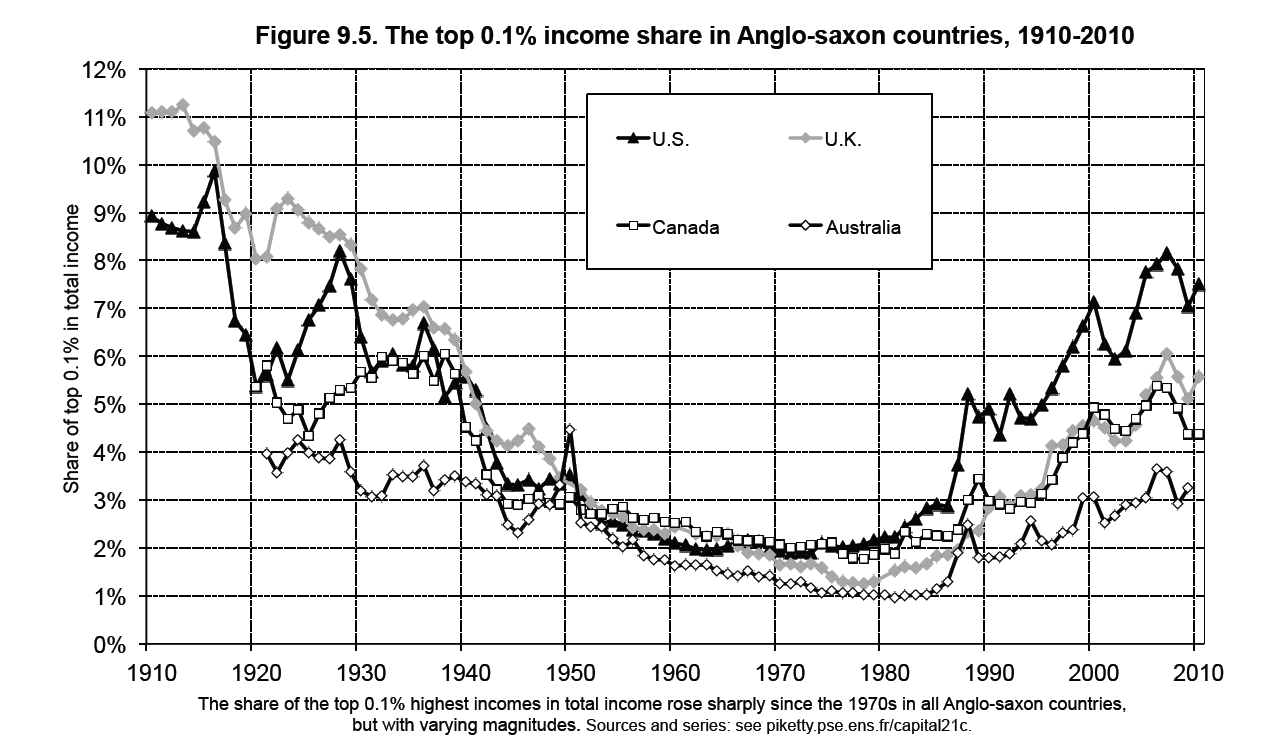 Figure 9.5. The top 0.1% income share in Anglo-saxon countries, 1910-2010
12%
11%
10%
9%
8%
7%
6%
5%
4%
3%
2%
1%
0%
Share of top 0.1% in total income
U.S.
U.K.
Canada
Australia
1910 1920 1930 1940 1950 1960 1970 1980 1990 2000 2010
The share of the top 0.1% highest incomes in total income rose sharply since the 1970s in all Anglo-saxon countries,
but with varying magnitudes. Sources and series: see piketty.pse.ens.fr/capital21c.